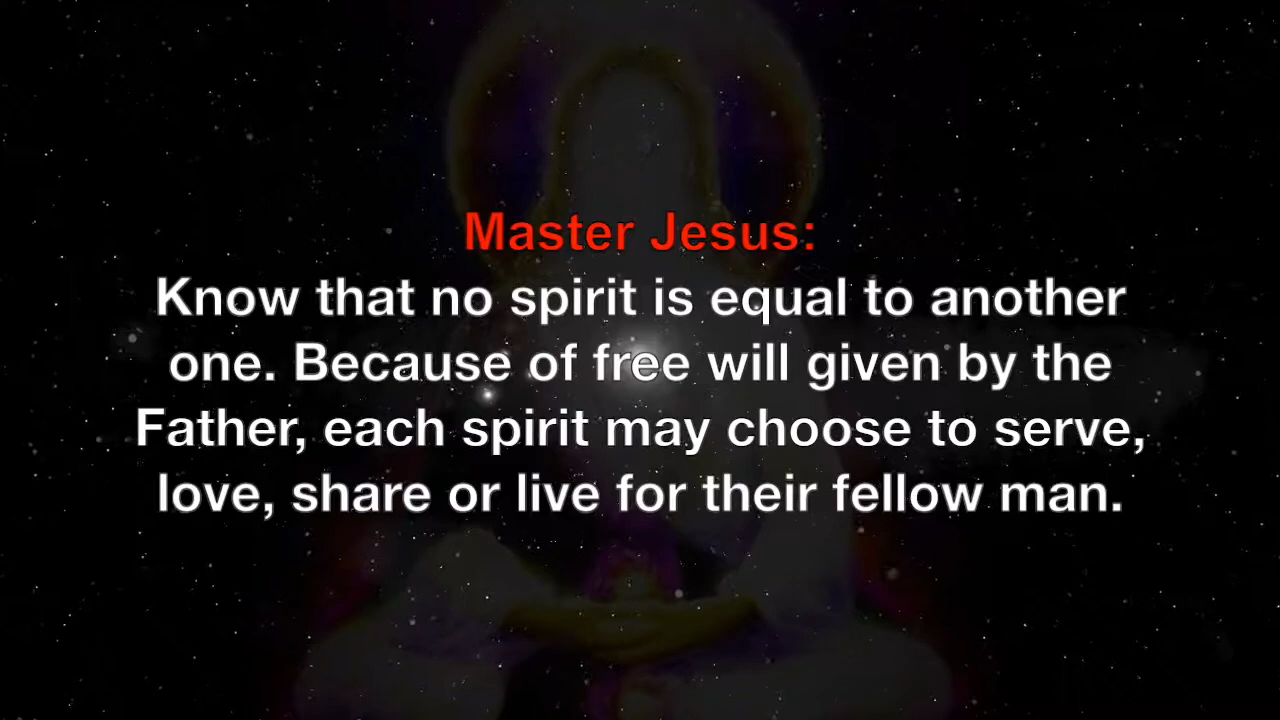 Master Jesus:
Know that no spirit is equal to another
one. Because of free will given by the
Father, each spirit may choose to serve,
love, share or live for their fellow man.